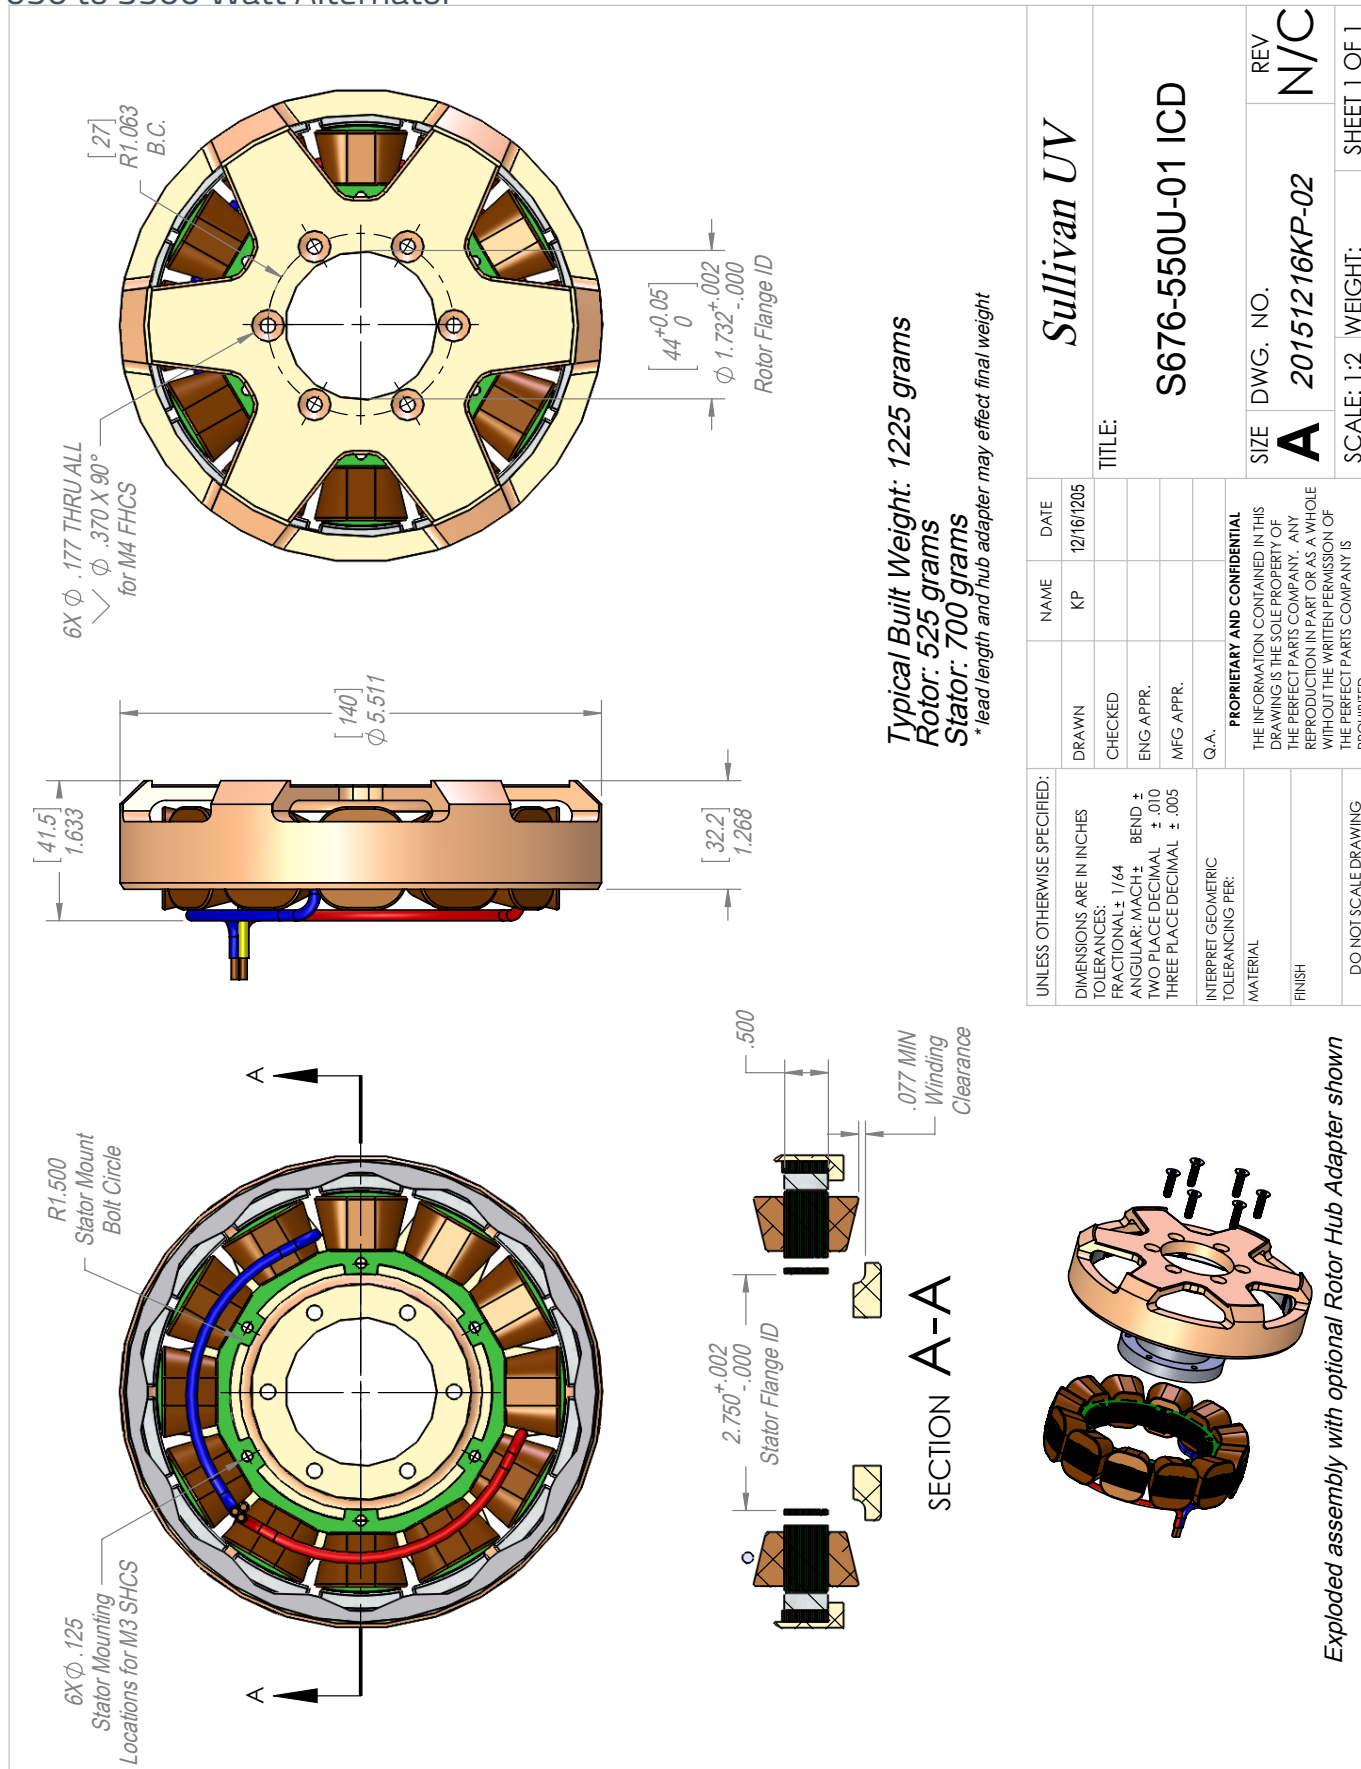 6X Ø .125
Stator Mounting
Locations for M3 SHCS
R1.500
Stator Mount
Bolt Circle
A
A
[41.5]
1.633
[140]
Ø 5.511
[32.2]
1.268
6X Ø .177 THRU ALL
Ø .370 X 90°
for M4 FHCS
[27]
R1.063
B.C.
[44 +0.05 0]
Ø 1.732 +.002 -.000
Rotor Flange ID
2.750 +.002 -.000
Stator Flange ID
.500
.077 MIN
Winding
Clearance
SECTION A-A
Typical Built Weight: 1225 grams
Rotor: 525 grams
Stator: 700 grams
* lead length and hub adapter may effect final weight
Exploded assembly with optional Rotor Hub Adapter shown
UNLESS OTHERWISE SPECIFIED:
DIMENSIONS ARE IN INCHES
TOLERANCES:
FRACTIONAL ± 1/64
ANGULAR: MACH ± BEND ±
TWO PLACE DECIMAL ± .010
THREE PLACE DECIMAL ± .005
INTERPRET GEOMETRIC
TOLERANCING PER:
MATERIAL
FINISH
DO NOT SCALE DRAWING
NAME DATE
DRAWN KP 12/16/1205
CHECKED
ENG APPR.
MFG APPR.
Q.A.
PROPRIETARY AND CONFIDENTIAL
THE INFORMATION CONTAINED IN THIS
DRAWING IS THE SOLE PROPERTY OF
THE PERFECT PARTS COMPANY. ANY
REPRODUCTION IN PART OR AS A WHOLE
WITHOUT THE WRITTEN PERMISSION OF
THE PERFECT PARTS COMPANY IS
Sullivan UV
TITLE:
S676-550U-01 ICD
SIZE DWG. NO. REV
A 20151216KP-02 N/C
SCALE: 1:2 WEIGHT: SHEET 1 OF 1